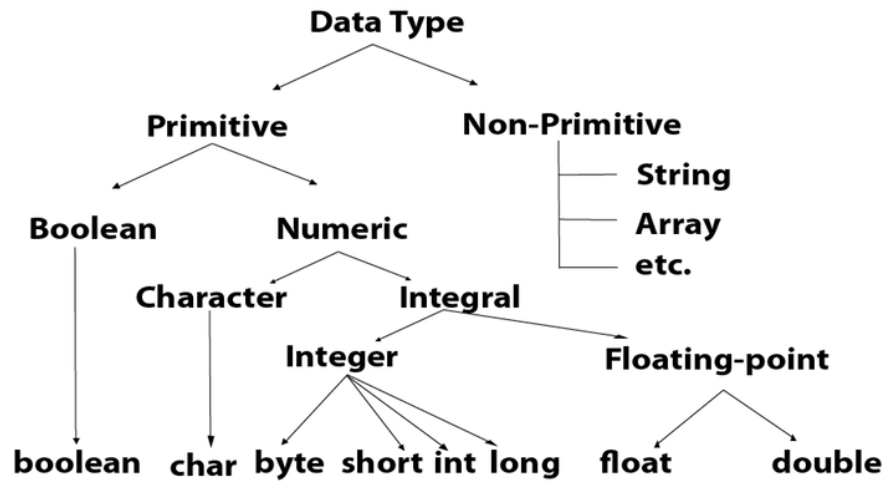 Data Type
Primitive
Non-Primitive
String
Array
etc.
Boolean
Numeric
Character
Integral
Integer
Floating-point
boolean
char
byte
short
int
long
float
double